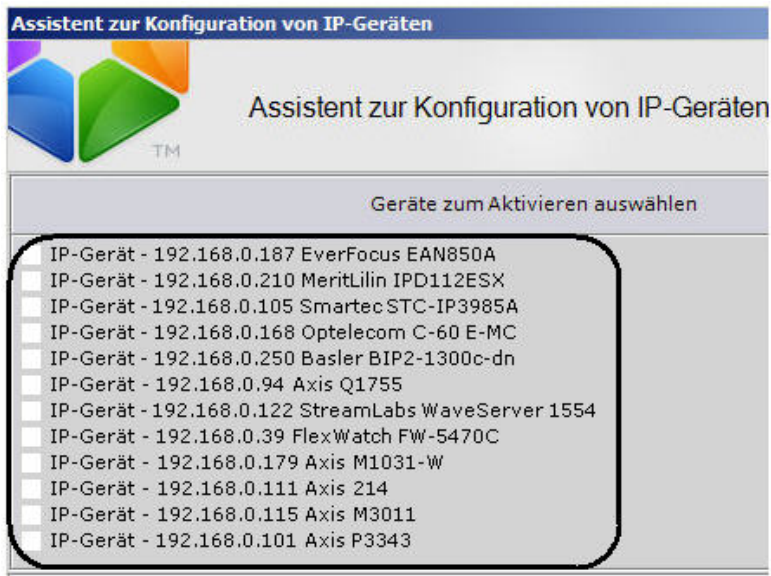 Assistent zur Konfiguration von IP-Geräten
Assistent zur Konfiguration von IP-Geräten
TM
Geräte zum Aktivieren auswählen
IP-Gerät - 192.168.0.187 EverFocus EAN850A
IP-Gerät - 192.168.0.210 MeritLilin IPD112ESX
IP-Gerät - 192.168.0.105 Smartec STC-IP3985A
IP-Gerät - 192.168.0.168 Optelecom C-60 E-MC
IP-Gerät - 192.168.0.250 Basler BIP2-1300c-dn
IP-Gerät - 192.168.0.94 Axis Q1755
IP-Gerät - 192.168.0.122 StreamLabs WaveServer 1554
IP-Gerät - 192.168.0.39 FlexWatch FW-5470C
IP-Gerät - 192.168.0.179 Axis M1031-W
IP-Gerät - 192.168.0.111 Axis 214
IP-Gerät - 192.168.0.115 Axis M3011
IP-Gerät - 192.168.0.101 Axis P3343